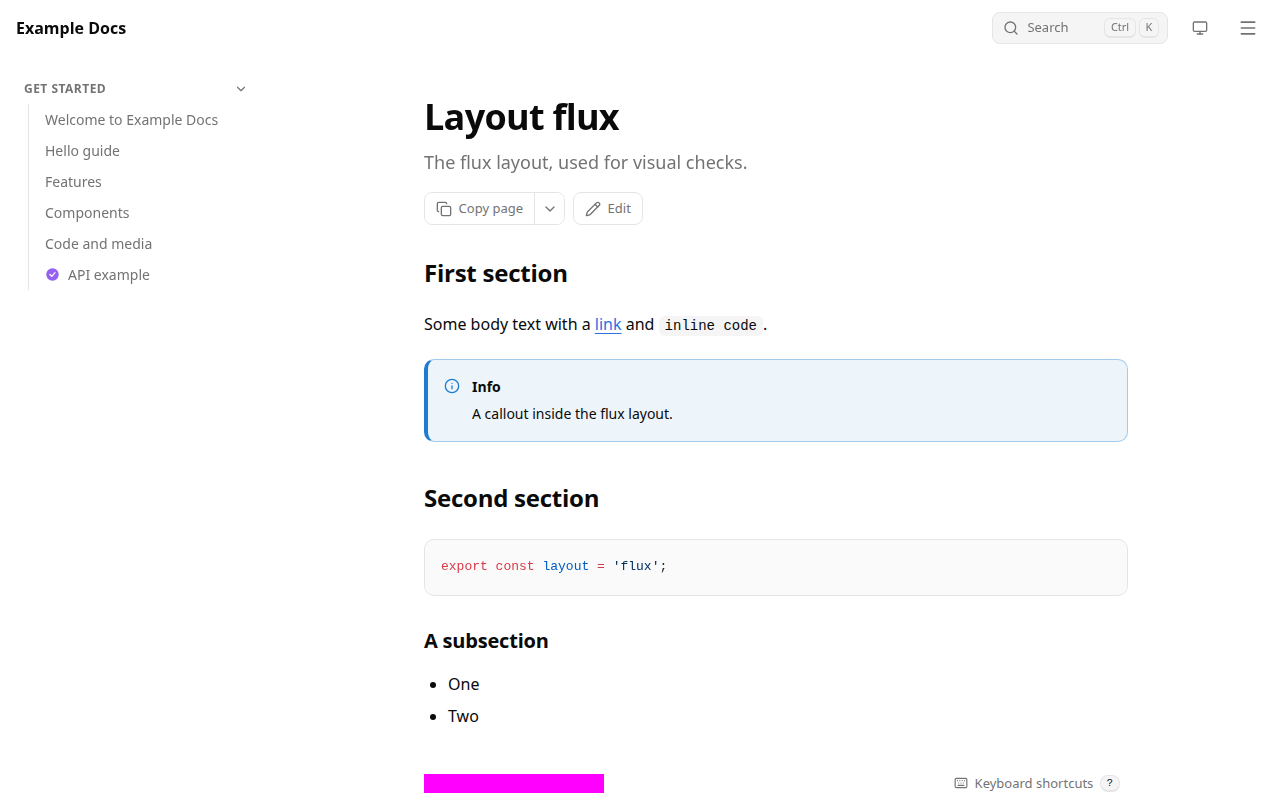 Example Docs
Search Ctrl K
GET STARTED
Welcome to Example Docs
Hello guide
Features
Components
Code and media
API example
Layout flux
The flux layout, used for visual checks.
Copy page Edit
First section
Some body text with a link and inline code.
Info
A callout inside the flux layout.
Second section
export const layout = 'flux';
A subsection
One
Two
Keyboard shortcuts ?